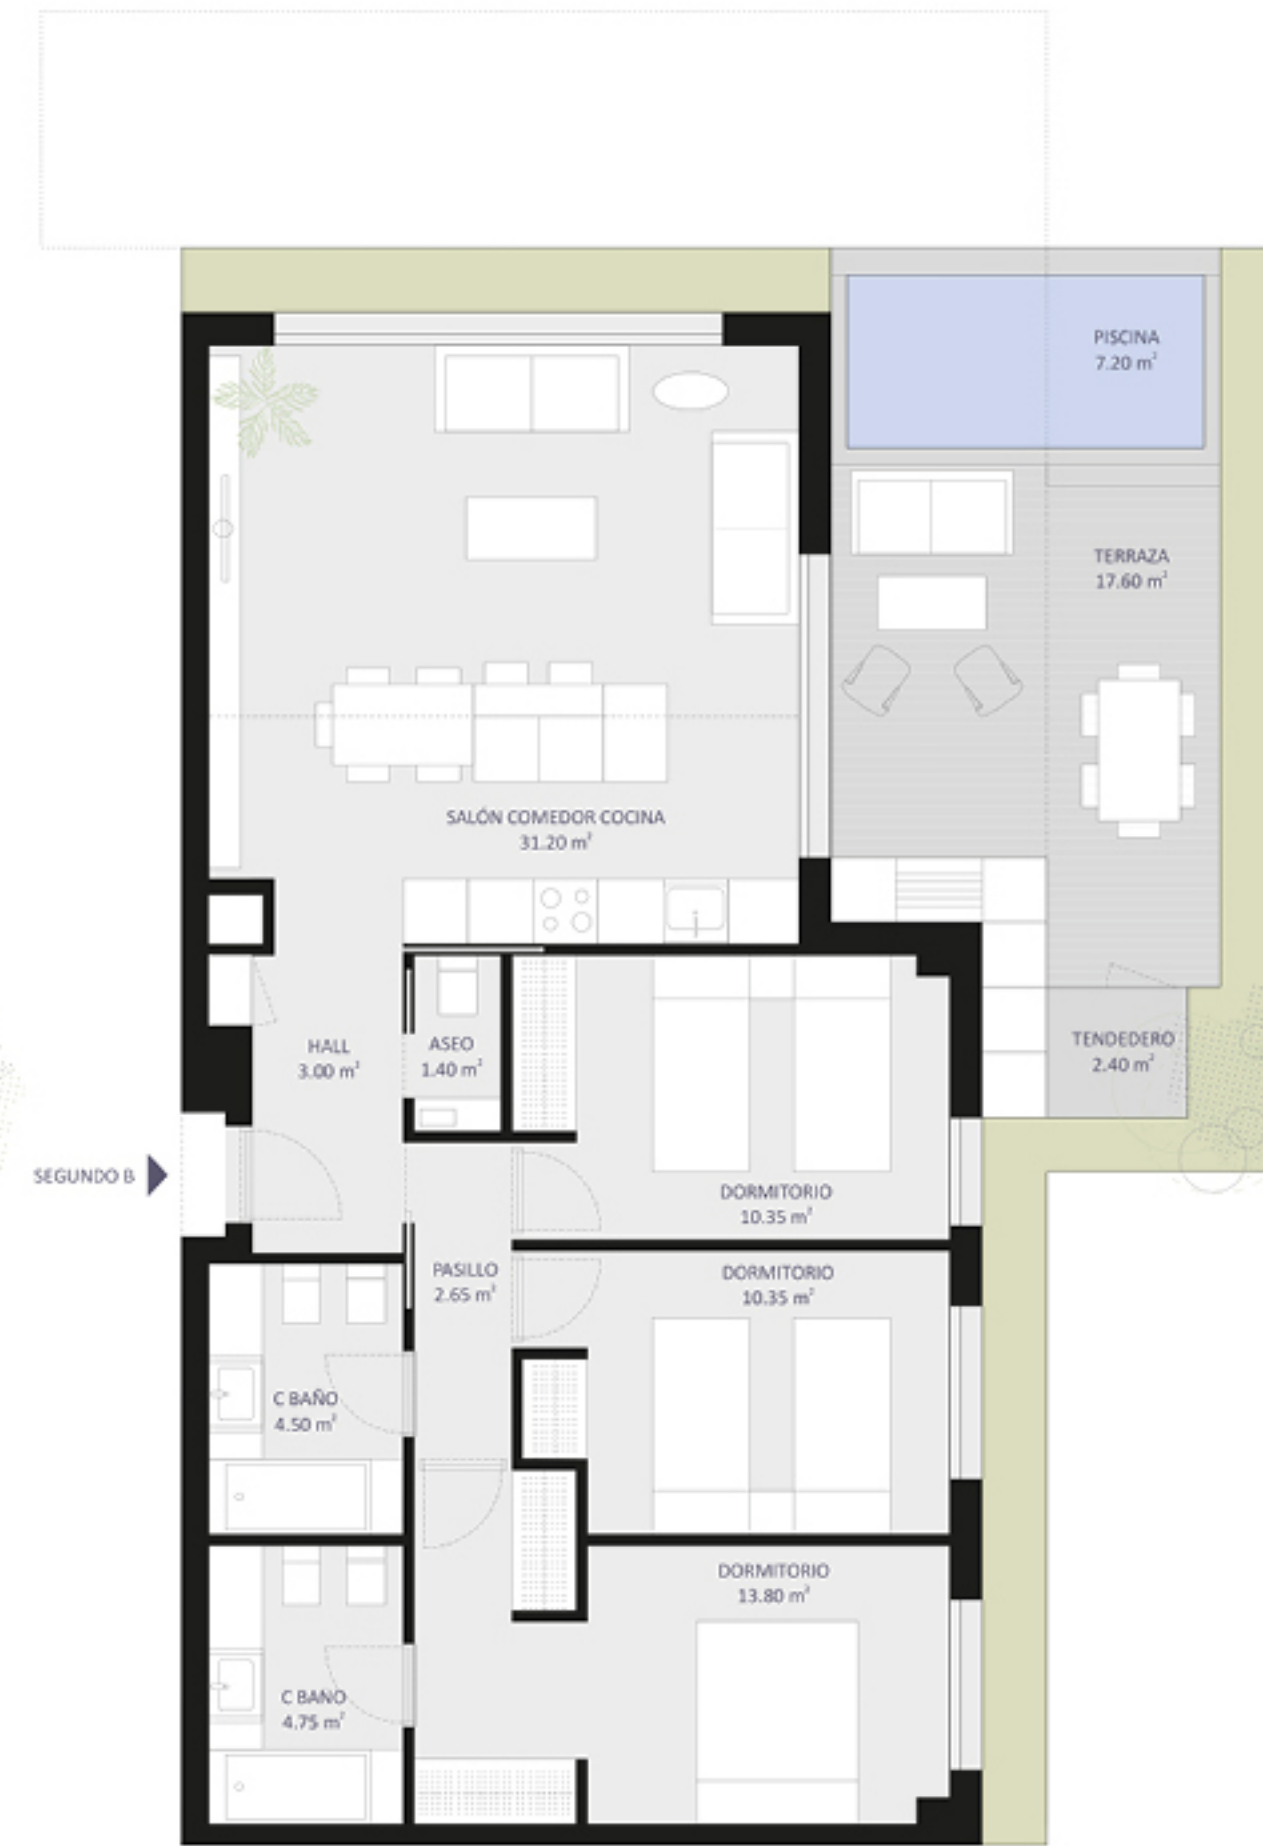 PISCINA
7.20 m²
TERRAZA
17.60 m²
SALÓN COMEDOR COCINA
31.20 m²
HALL
3.00 m²
ASEO
1.40 m²
TENDEDERO
2.40 m²
SEGUNDO B
DORMITORIO
10.35 m²
PASILLO
2.65 m²
DORMITORIO
10.35 m²
C BAÑO
4.50 m²
DORMITORIO
13.80 m²
C BAÑO
4.75 m²